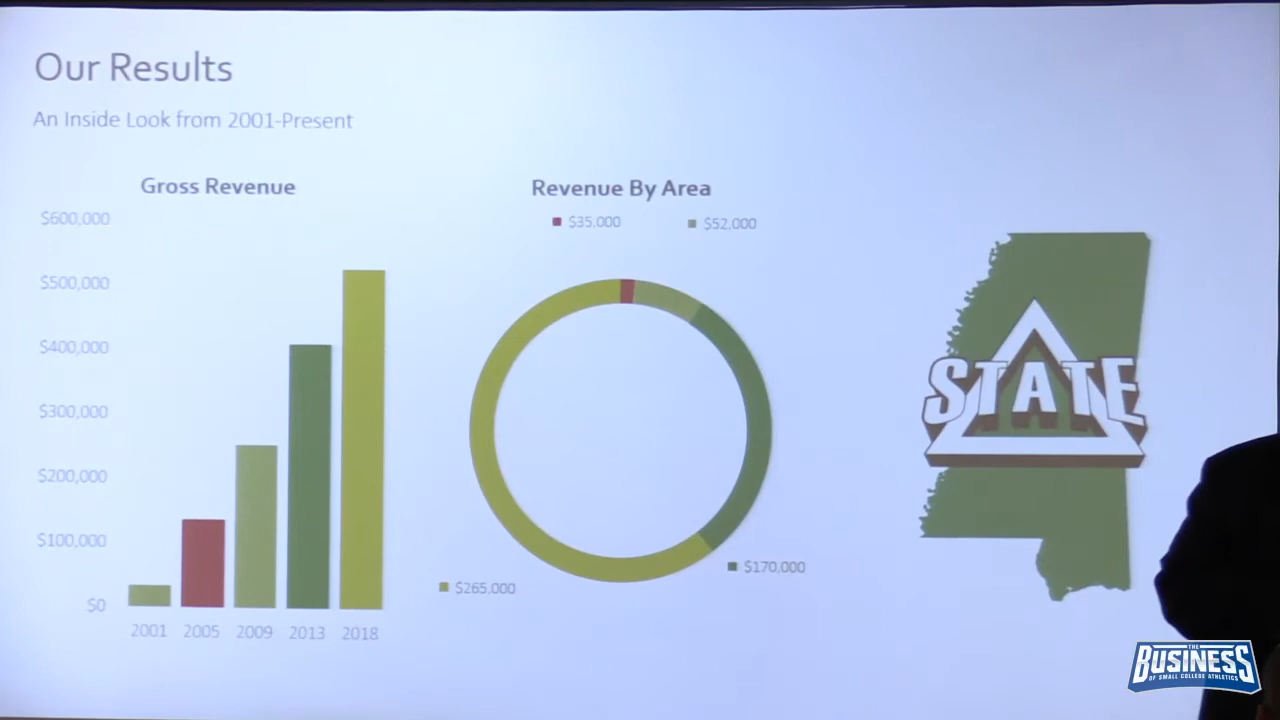 Our Results
An Inside Look from 2001-Present
Gross Revenue
$600,000
$500,000
$400,000
$300,000
$200,000
$100,000
$0
2001 2005 2009 2013 2018
Revenue By Area
$35,000 $52,000
$170,000
$265,000
STATE
THE
BUSINESS
OF SMALL COLLEGE ATHLETICS